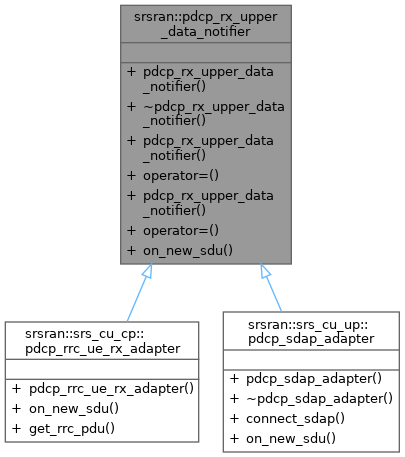 srsran::pdcp_rx_upper
_data_notifier
+ pdcp_rx_upper_data
_notifier()
+ ~pdcp_rx_upper_data
_notifier()
+ pdcp_rx_upper_data
_notifier()
+ operator=()
+ pdcp_rx_upper_data
_notifier()
+ operator=()
+ on_new_sdu()
srsran::srs_cu_cp::
pdcp_rrc_ue_rx_adapter
+ pdcp_rrc_ue_rx_adapter()
+ on_new_sdu()
+ get_rrc_pdu()
srsran::srs_cu_up::
pdcp_sdap_adapter
+ pdcp_sdap_adapter()
+ ~pdcp_sdap_adapter()
+ connect_sdap()
+ on_new_sdu()